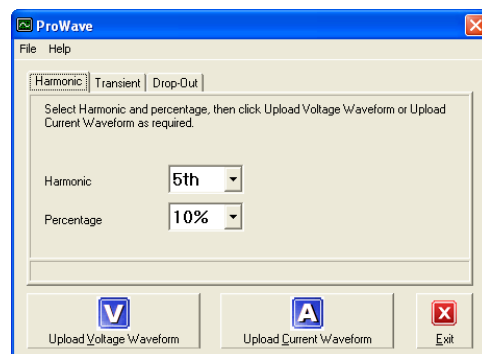 ProWave
File Help
Harmonic Transient Drop-Out
Select Harmonic and percentage, then click Upload Voltage Waveform or Upload
Current Waveform as required.
Harmonic 5th
Percentage 10%
V A X
Upload Voltage Waveform Upload Current Waveform Exit